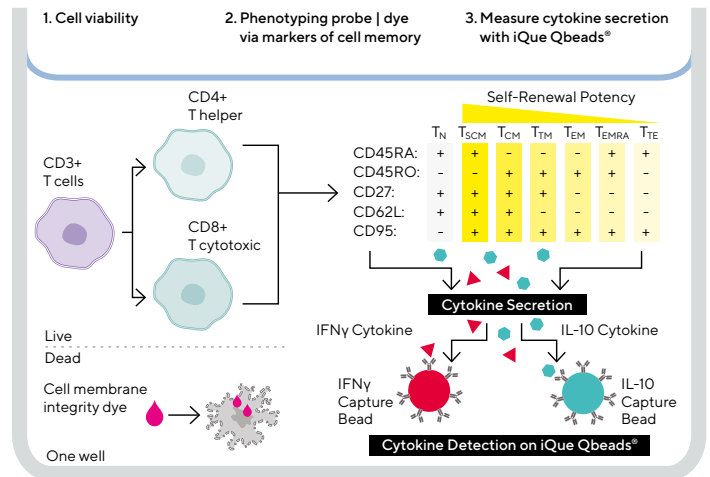 1. Cell viability
2. Phenotyping probe | dye
via markers of cell memory
3. Measure cytokine secretion
with iQue Qbeads®
CD4+
T helper
CD3+
T cells
CD8+
T cytotoxic
Self-Renewal Potency
TN TSCM TCM TTM TEM TEMRA TTE
CD45RA: + + - - - + +
CD45RO: - - + + + + -
CD27: + + + + - - -
CD62L: + + + - - - -
CD95: - + + + + + +
Cytokine Secretion
IFNγ Cytokine
IL-10 Cytokine
Live
Dead
Cell membrane
integrity dye
IFNγ
Capture
Bead
IL-10
Capture
Bead
Cytokine Detection on iQue Qbeads®
One well